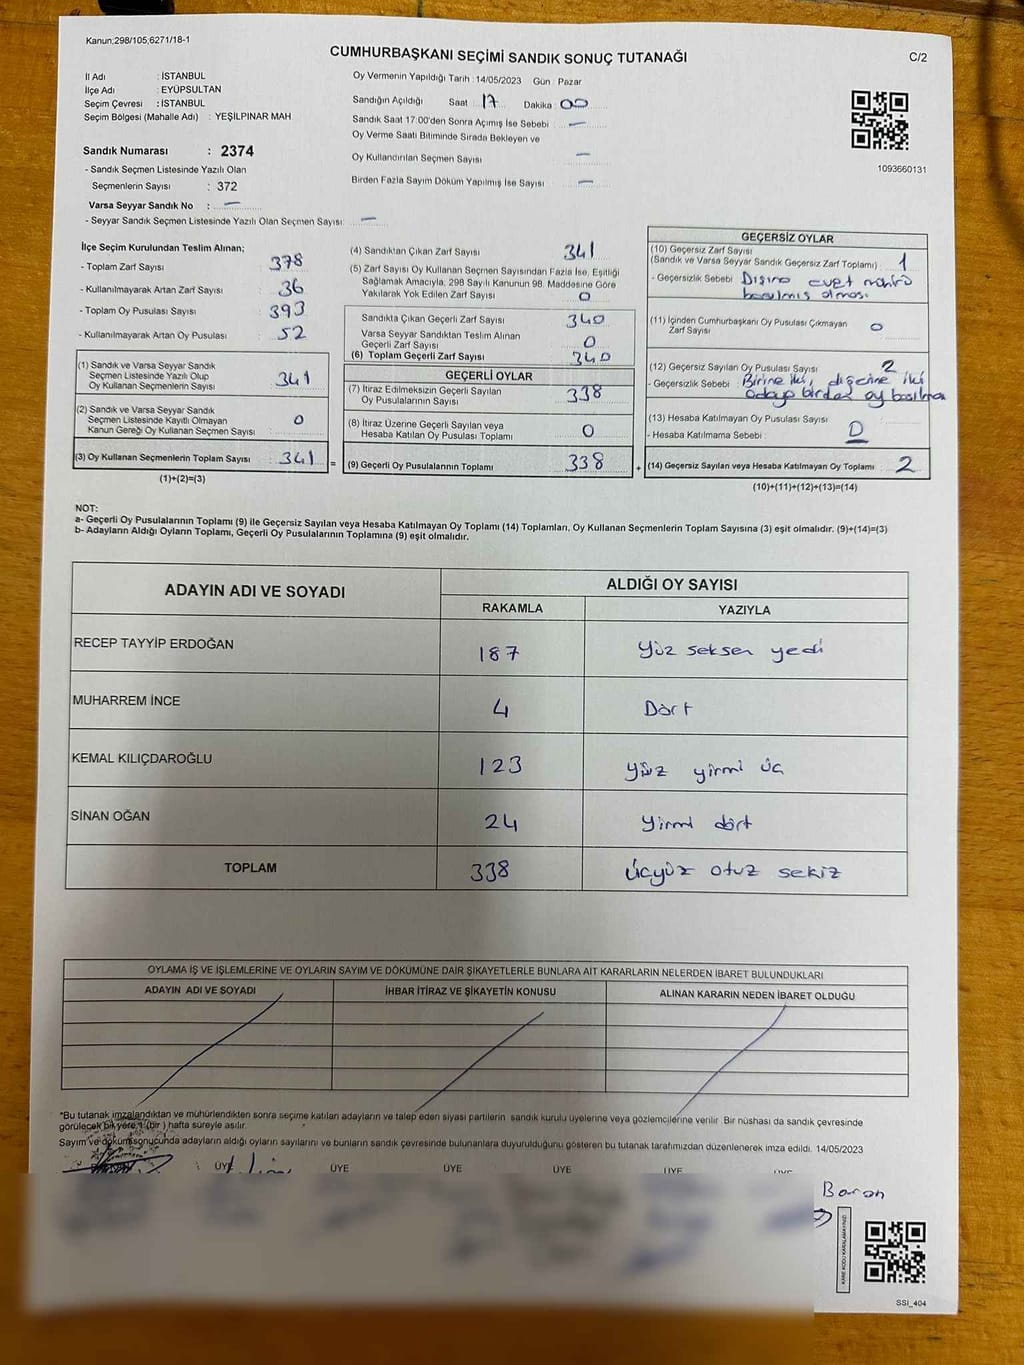 Kanun;298/105,6271/18-1
CUMHURBAŞKANI SEÇİMİ SANDIK SONUÇ TUTANAĞI
C/2
İl Adı : İSTANBUL
İlçe Adı : EYÜPSULTAN
Seçim Çevresi : İSTANBUL
Seçim Bölgesi (Mahalle Adı) : YEŞİLPINAR MAH
Sandık Numarası : 2374
- Sandık Seçmen Listesinde Yazılı Olan
Seçmenlerin Sayısı : 372
Varsa Seyyar Sandık No : —
- Seyyar Sandık Seçmen Listesinde Yazılı Olan Seçmen Sayısı: —
Oy Vermenin Yapıldığı Tarih : 14/05/2023 Gün : Pazar
Sandığın Açıldığı Saat 17 Dakika : 00
Sandık Saat 17:00'den Sonra Açımış İse Sebebi : —
Oy Verme Saati Bitiminde Sırada Bekleyen ve
Oy Kullandırılan Seçmen Sayısı : —
Birden Fazla Sayım Döküm Yapılmış İse Sayısı : —
1093660131
İlçe Seçim Kurulundan Teslim Alınan;
- Toplam Zarf Sayısı : 378
- Kullanılmayarak Artan Zarf Sayısı : 36
- Toplam Oy Pusulası Sayısı : 393
- Kullanılmayarak Artan Oy Pusulası : 52
(1) Sandık ve Varsa Seyyar Sandık
Seçmen Listesinde Yazılı Olup
Oy Kullanan Seçmenlerin Sayısı : 341
(2) Sandık ve Varsa Seyyar Sandık
Seçmen Listesinde Kayıtlı Olmayan
Kanun Gereği Oy Kullanan Seçmen Sayısı : 0
(3) Oy Kullanan Seçmenlerin Toplam Sayısı : 341 =
(1)+(2)=(3)
(4) Sandıktan Çıkan Zarf Sayısı 341
(5) Zarf Sayısı Oy Kullanan Seçmen Sayısından Fazla İse, Eşitliği
Sağlamak Amacıyla, 298 Sayılı Kanunun 98. Maddesine Göre
Yakılarak Yok Edilen Zarf Sayısı 0
Sandıkta Çıkan Geçerli Zarf Sayısı 340
Varsa Seyyar Sandıktan Teslim Alınan
Geçerli Zarf Sayısı 0
(6) Toplam Geçerli Zarf Sayısı 340
GEÇERLİ OYLAR
(7) İtiraz Edilmeksizin Geçerli Sayılan
Oy Pusulalarının Sayısı 338
(8) İtiraz Üzerine Geçerli Sayılan veya
Hesaba Katılan Oy Pusulası Toplamı 0
(9) Geçerli Oy Pusulalarının Toplamı 338 +
GEÇERSİZ OYLAR
(10) Geçersiz Zarf Sayısı
(Sandık ve Varsa Seyyar Sandık Geçersiz Zarf Toplamı) : 1
- Geçersizlik Sebebi : Dışına evet mührü
basılmış olması
(11) İçinden Cumhurbaşkanı Oy Pusulası Çıkmayan
Zarf Sayısı 0
(12) Geçersiz Sayılan Oy Pusulası Sayısı 2
- Geçersizlik Sebebi : Birine iki, diğerine iki
adaya birden oy basılması
(13) Hesaba Katılmayan Oy Pusulası Sayısı :
- Hesaba Katılmama Sebebi : 0
(14) Geçersiz Sayılan veya Hesaba Katılmayan Oy Toplamı : 2
(10)+(11)+(12)+(13)=(14)
NOT:
a- Geçerli Oy Pusulalarının Toplamı (9) ile Geçersiz Sayılan veya Hesaba Katılmayan Oy Toplamı (14) Toplamları, Oy Kullanan Seçmenlerin Toplam Sayısına (3) eşit olmalıdır. (9)+(14)=(3)
b- Adayların Aldığı Oyların Toplamı, Geçerli Oy Pusulalarının Toplamına (9) eşit olmalıdır.
ADAYIN ADI VE SOYADI ALDIĞI OY SAYISI
RAKAMLA YAZIYLA
RECEP TAYYİP ERDOĞAN 187 Yüz seksen yedi
MUHARREM İNCE 4 Dört
KEMAL KILIÇDAROĞLU 123 Yüz yirmi üç
SİNAN OĞAN 24 Yirmi dört
TOPLAM 338 Üçyüz otuz sekiz
OYLAMA İŞ VE İŞLEMLERİNE VE OYLARIN SAYIM VE DÖKÜMÜNE DAİR ŞİKAYETLERLE BUNLARA AİT KARARLARIN NELERDEN İBARET BULUNDUKLARI
ADAYIN ADI VE SOYADI İHBAR İTİRAZ VE ŞİKAYETİN KONUSU ALINAN KARARIN NEDEN İBARET OLDUĞU
*Bu tutanak imzalandıktan ve mühürlendikten sonra seçime katılan adayların ve talep eden siyasi partilerin sandık kurulu üyelerine veya gözlemcilerine verilir. Bir nüshası da sandık çevresinde
görülecek bir yere 1 (bir) hafta süreyle asılır.
Sayım ve döküm sonucunda adayların aldığı oyların sayılarını ve bunların sandık çevresinde bulunanlara duyurulduğunu gösteren bu tutanak tarafımızdan düzenlenerek imza edildi. 14/05/2023
ÜYE ÜYE ÜYE ÜYE ÜYE ÜYE
Baran
KARE KODU KARALAMAYINIZ!
SSI_404